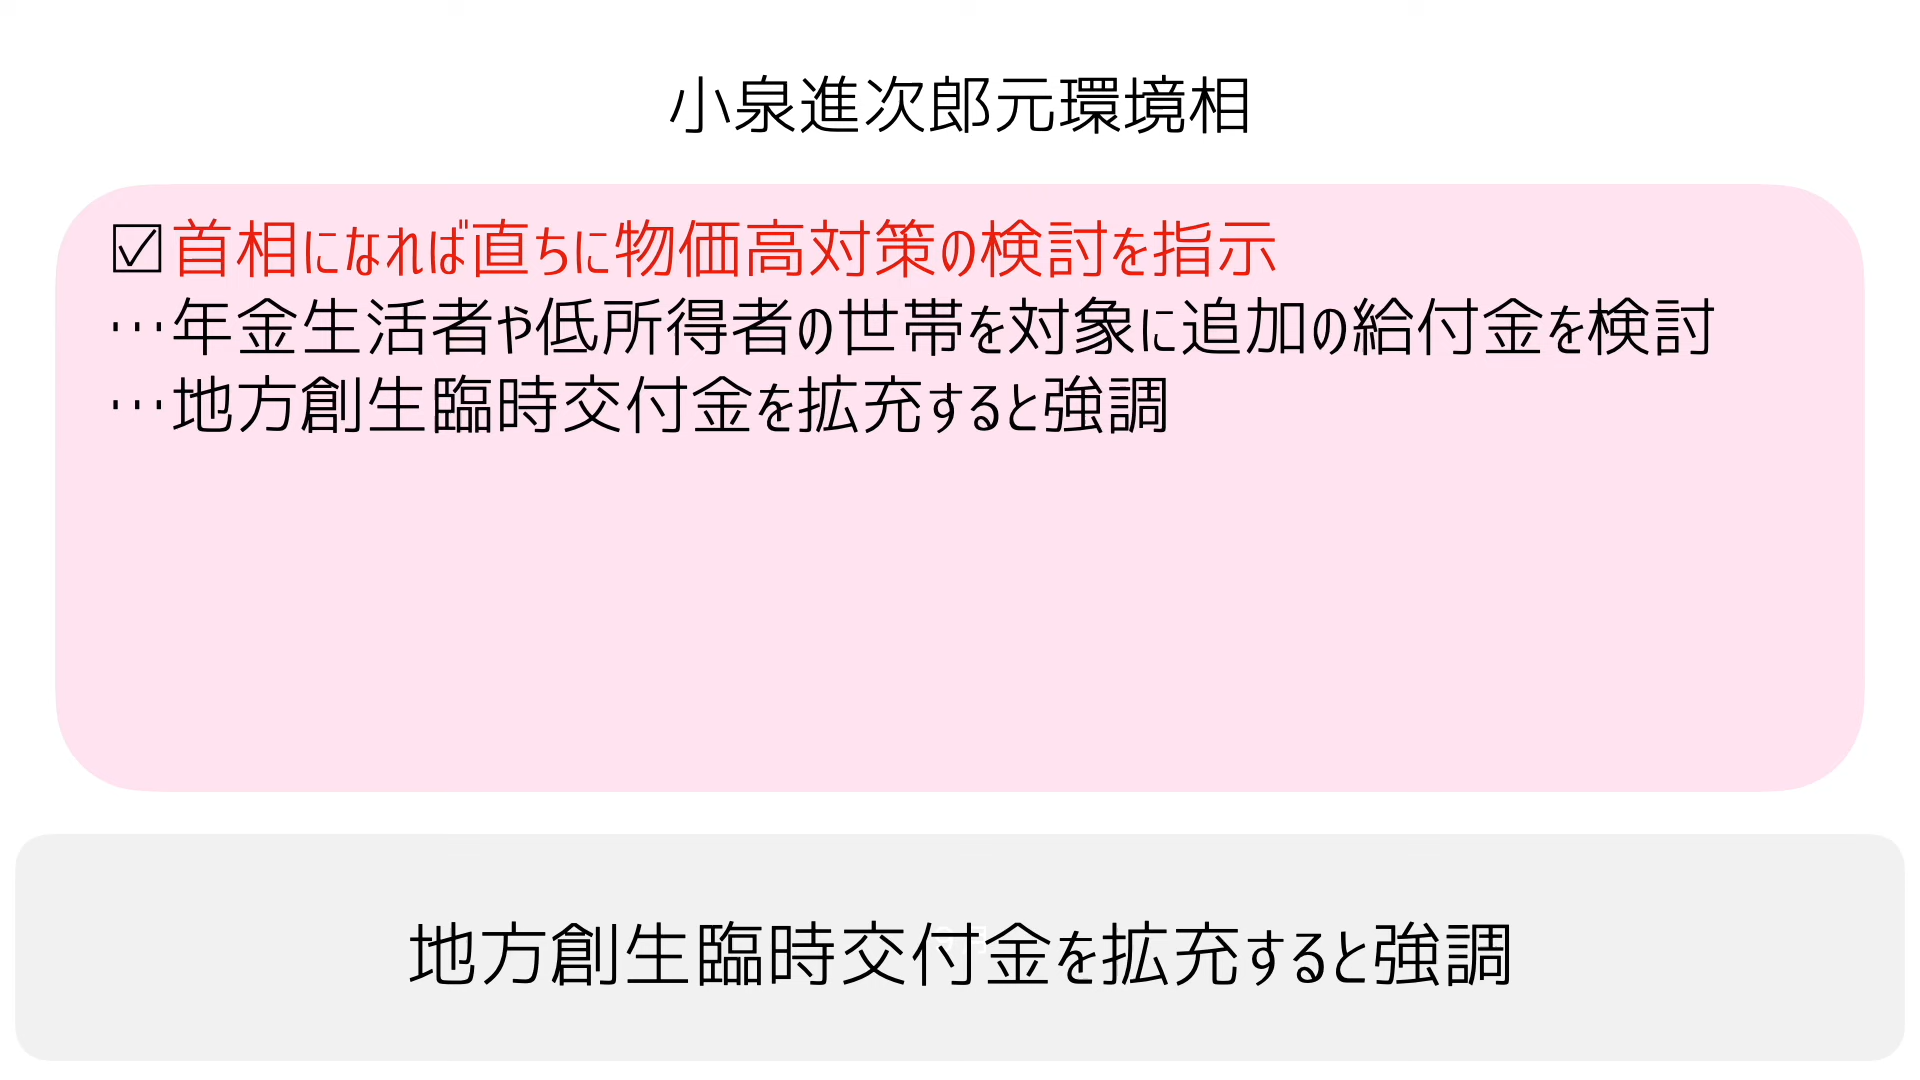 小泉進次郎元環境相
☑首相になれば直ちに物価高対策の検討を指示
…年金生活者や低所得者の世帯を対象に追加の給付金を検討
…地方創生臨時交付金を拡充すると強調
地方創生臨時交付金を拡充すると強調